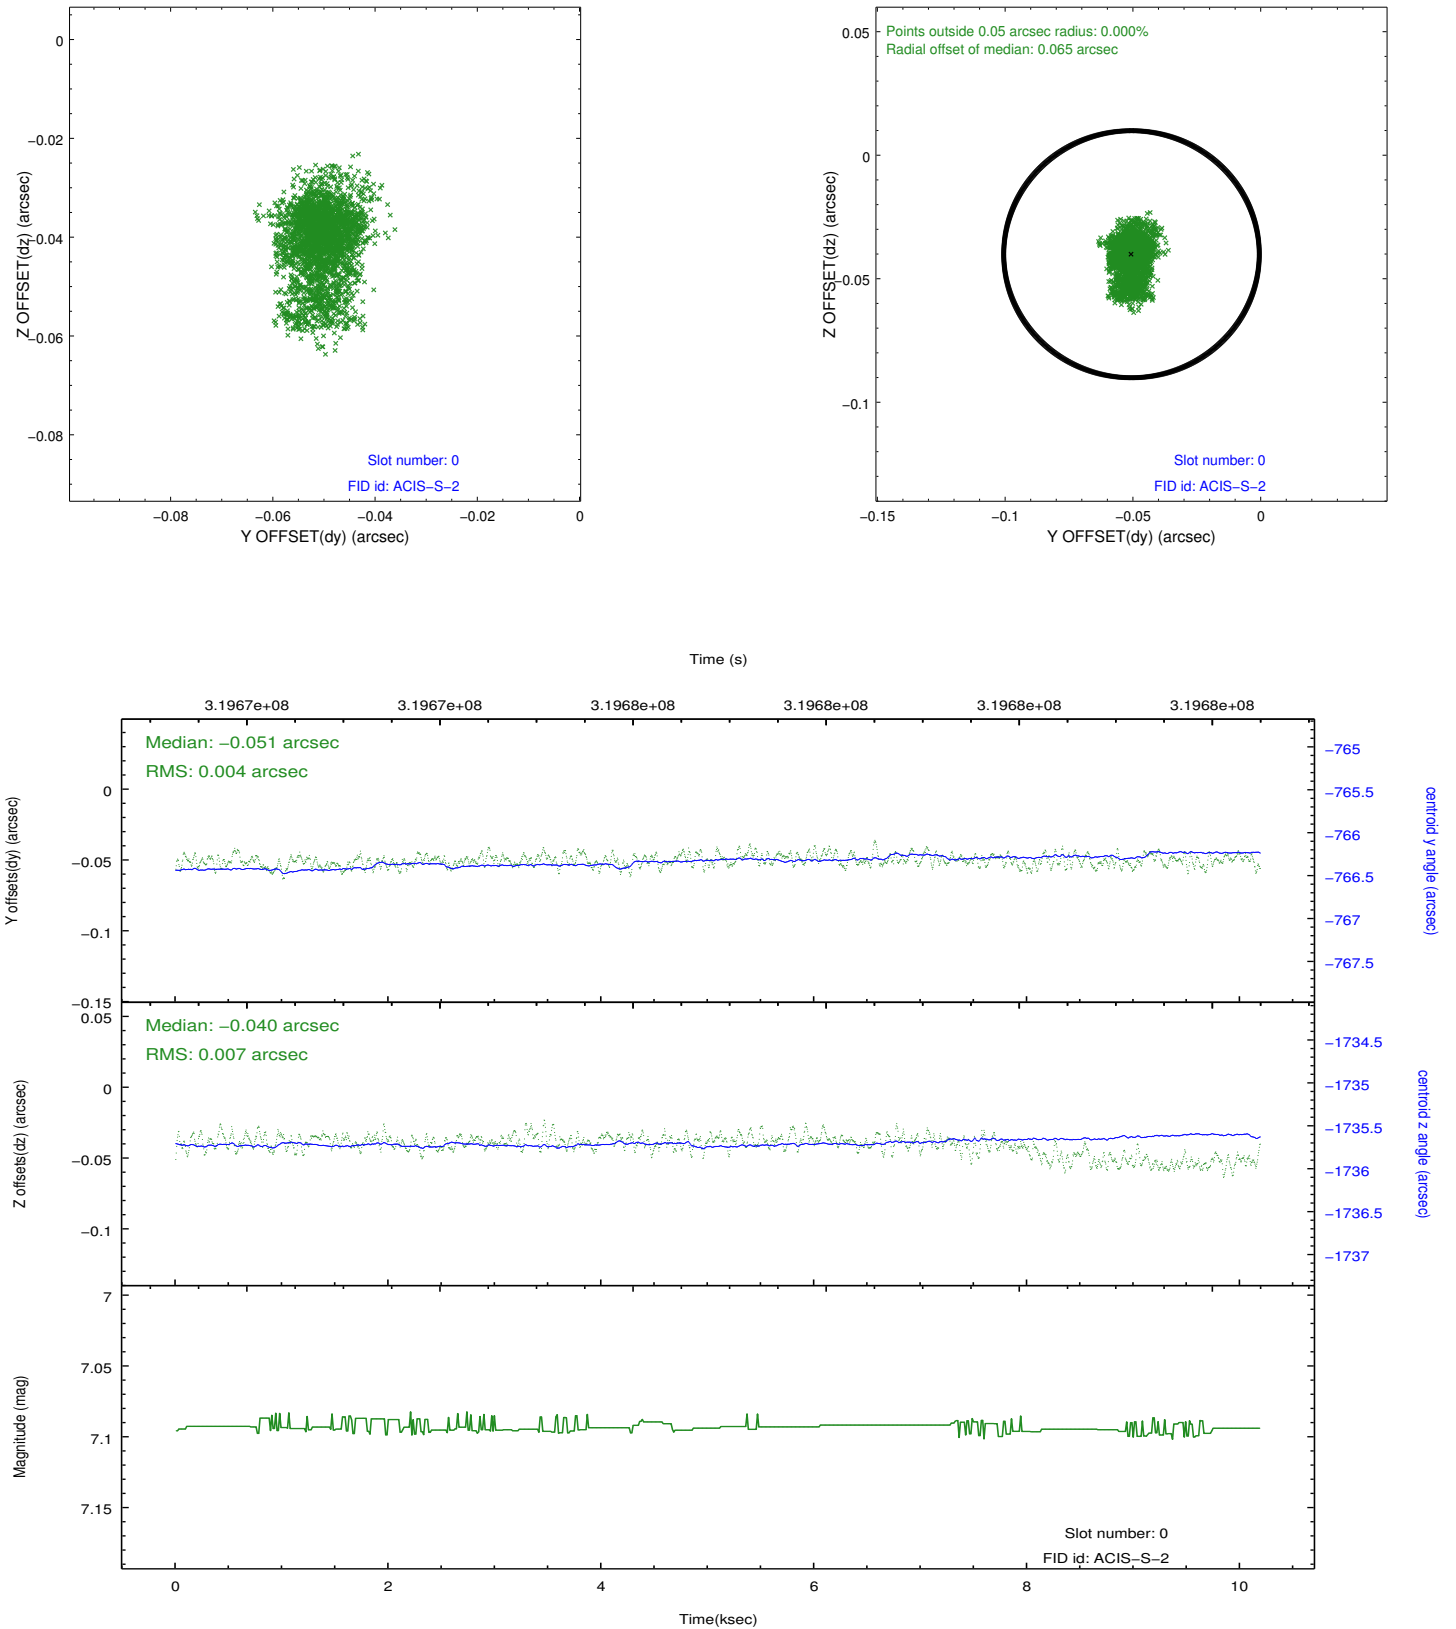 0
−0.02
−0.04
−0.06
−0.08
Z OFFSET(dz) (arcsec)
Slot number: 0
FID id: ACIS−S−2
−0.08
−0.06
−0.04
−0.02
0
Y OFFSET(dy) (arcsec)
0.05
0
−0.05
−0.1
Z OFFSET(dz) (arcsec)
Points outside 0.05 arcsec radius: 0.000%
Radial offset of median: 0.065 arcsec
Slot number: 0
FID id: ACIS−S−2
−0.15
−0.1
−0.05
0
Y OFFSET(dy) (arcsec)
Time (s)
3.1967e+08
3.1967e+08
3.1968e+08
3.1968e+08
3.1968e+08
3.1968e+08
Median: −0.051 arcsec
RMS: 0.004 arcsec
0
−0.05
−0.1
−0.15
Y offsets(dy) (arcsec)
−765
−765.5
−766
−766.5
−767
−767.5
centroid y angle (arcsec)
Median: −0.040 arcsec
RMS: 0.007 arcsec
0.05
0
−0.05
−0.1
Z offsets(dz) (arcsec)
−1734.5
−1735
−1735.5
−1736
−1736.5
−1737
centroid z angle (arcsec)
7
7.05
7.1
7.15
Magnitude (mag)
Slot number: 0
FID id: ACIS−S−2
0
2
4
6
8
10
Time(ksec)